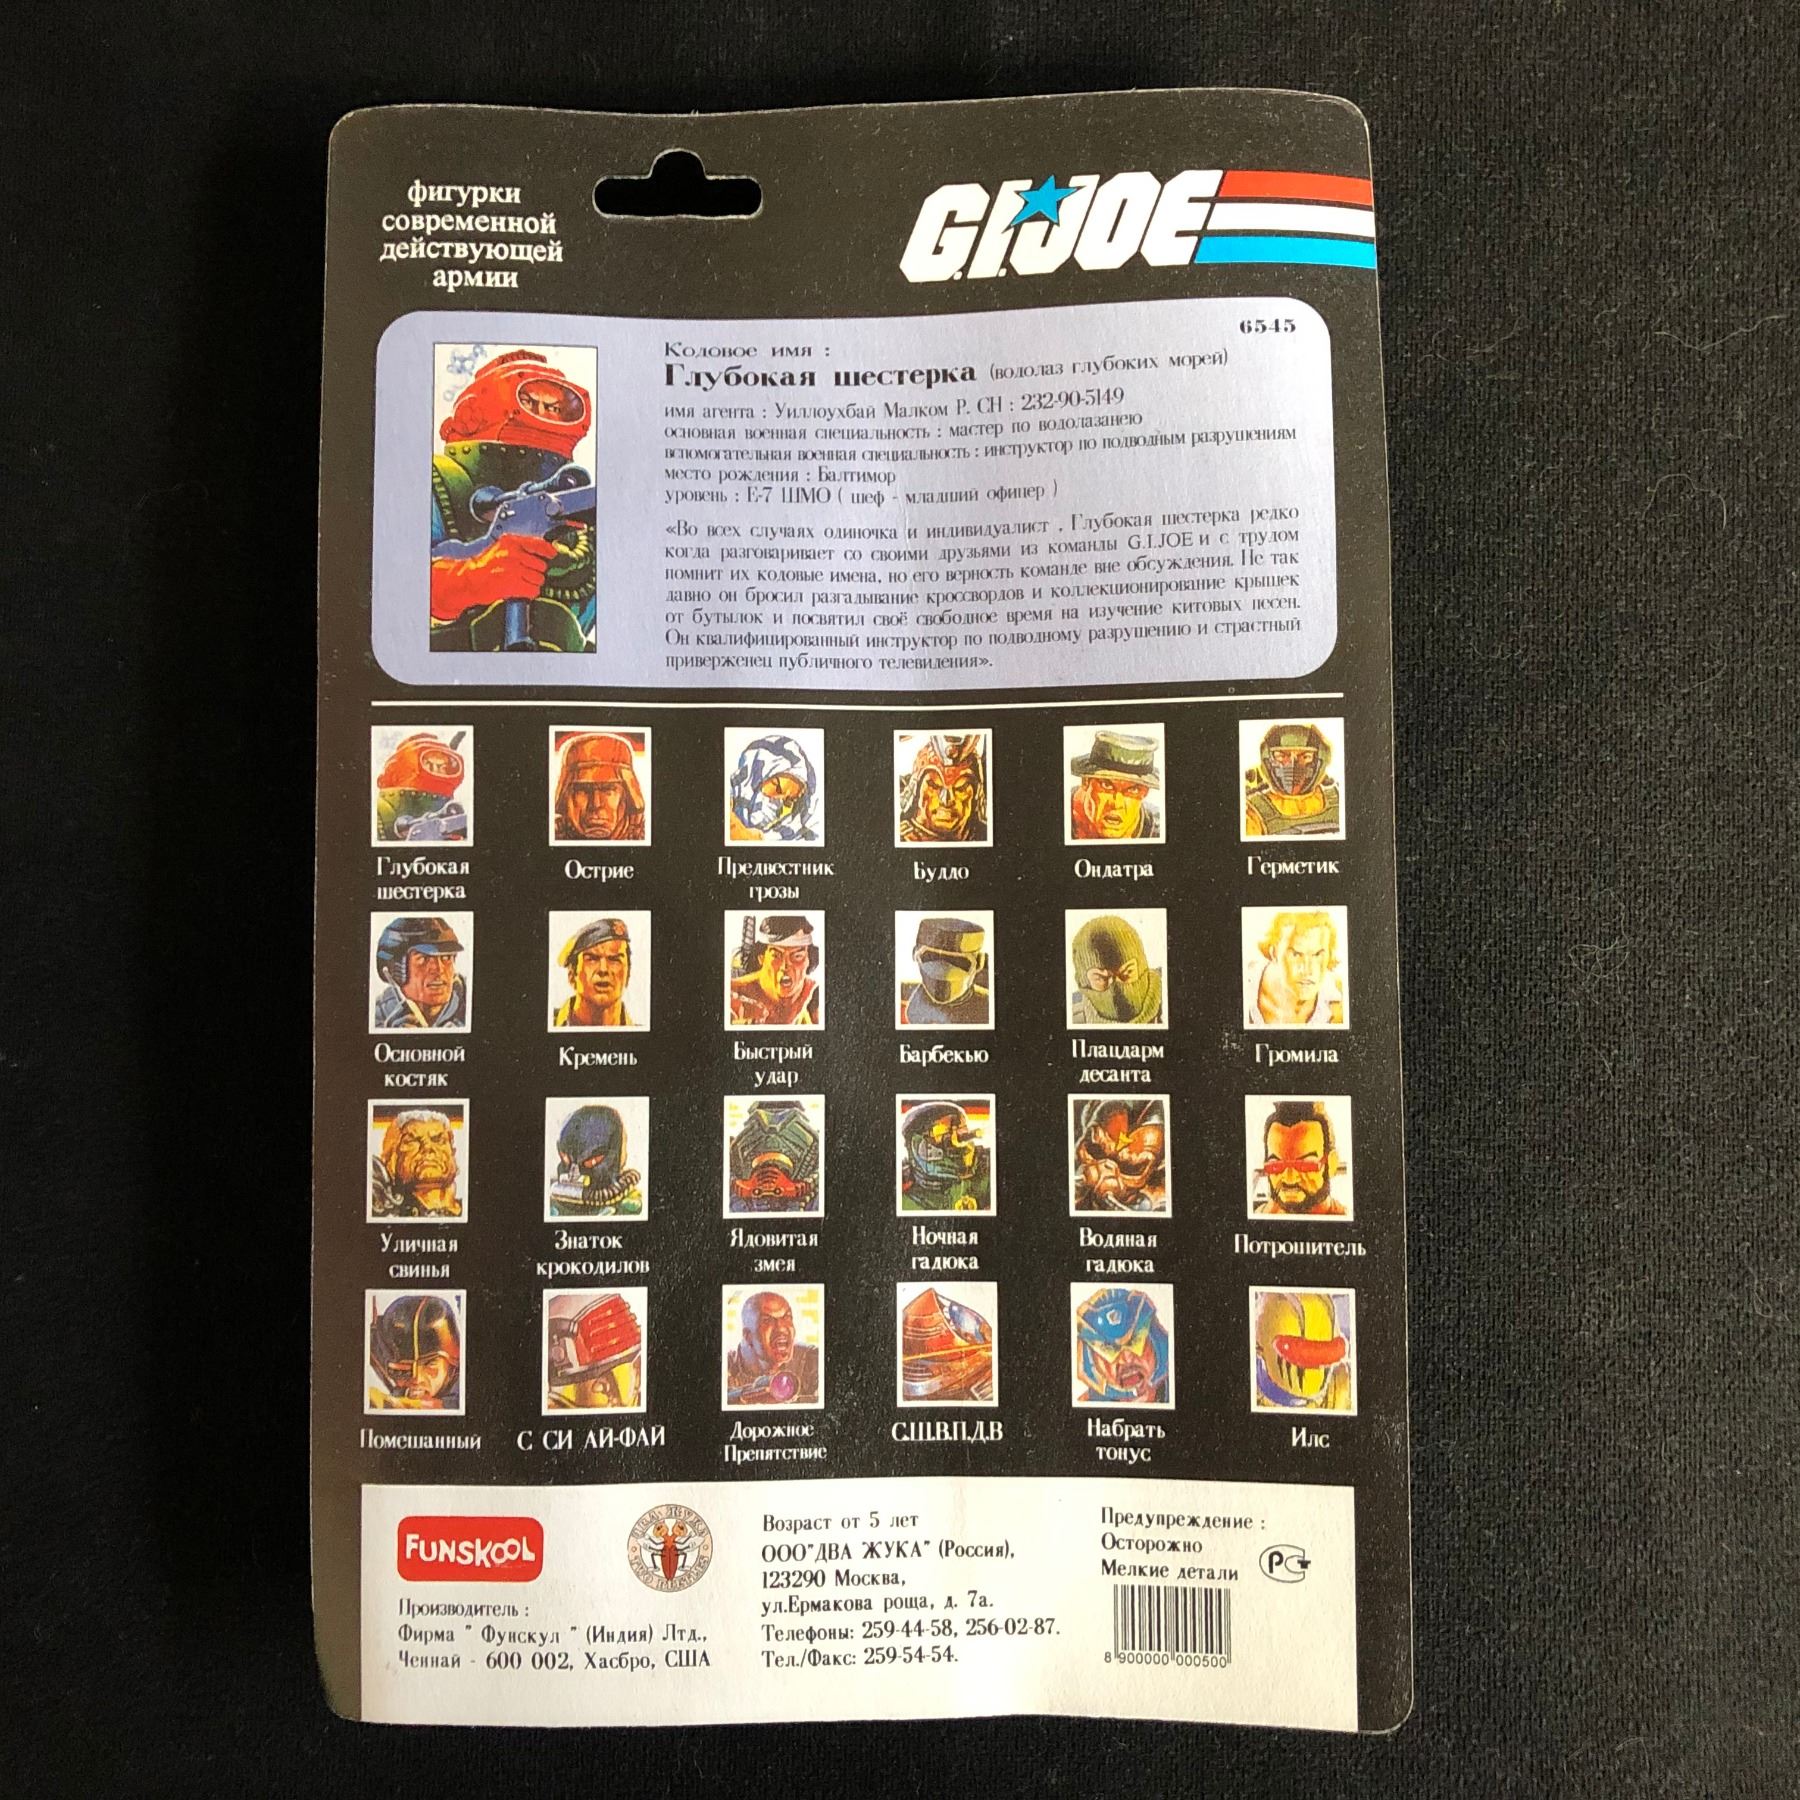 фигурки
современной
действующей
армии
G.I.JOE
6545
Кодовое имя :
Глубокая шестерка (водолаз глубоких морей)
имя агента : Уиллоухбай Малком Р. СН : 232-90-5149
основная военная специальность : мастер по водолазанею
вспомогательная военная специальность : инструктор по подводным разрушениям
место рождения : Балтимор
уровень : Е-7 ШМО ( шеф - младший офицер )
«Во всех случаях одиночка и индивидуалист , Глубокая шестерка редко
когда разговаривает со своими друзьями из команды G.I.JOE и с трудом
помнит их кодовые имена, но его верность команде вне обсуждения. Не так
давно он бросил разгадывание кроссвордов и коллекционирование крышек
от бутылок и посвятил своё свободное время на изучение китовых песен.
Он квалифицированный инструктор по подводному разрушению и страстный
приверженец публичного телевидения».
Глубокая
шестерка
Острие
Предвестник
грозы
Будло
Ондатра
Герметик
Основной
костяк
Кремень
Быстрый
удар
Барбекью
Плацдарм
десанта
Громила
Уличная
свинья
Знаток
крокодилов
Ядовитая
змея
Ночная
гадюка
Водяная
гадюка
Потрошитель
Помешанный
С СИ АЙ-ФАЙ
Дорожное
Препятствие
С.Ш.В.П.Д.В
Набрать
тонус
Илс
FUNSKOOL
Производитель :
Фирма " Фунскул " (Индия) Лтд.,
Ченнай - 600 002, Хасбро, США
ДВА ЖУКА
TWO BEETLES
Возраст от 5 лет
ООО"ДВА ЖУКА" (Россия),
123290 Москва,
ул.Ермакова роща, д. 7а.
Телефоны: 259-44-58, 256-02-87.
Тел./Факс: 259-54-54.
Предупреждение :
Осторожно
Мелкие детали
РСТ
8 900000 000500